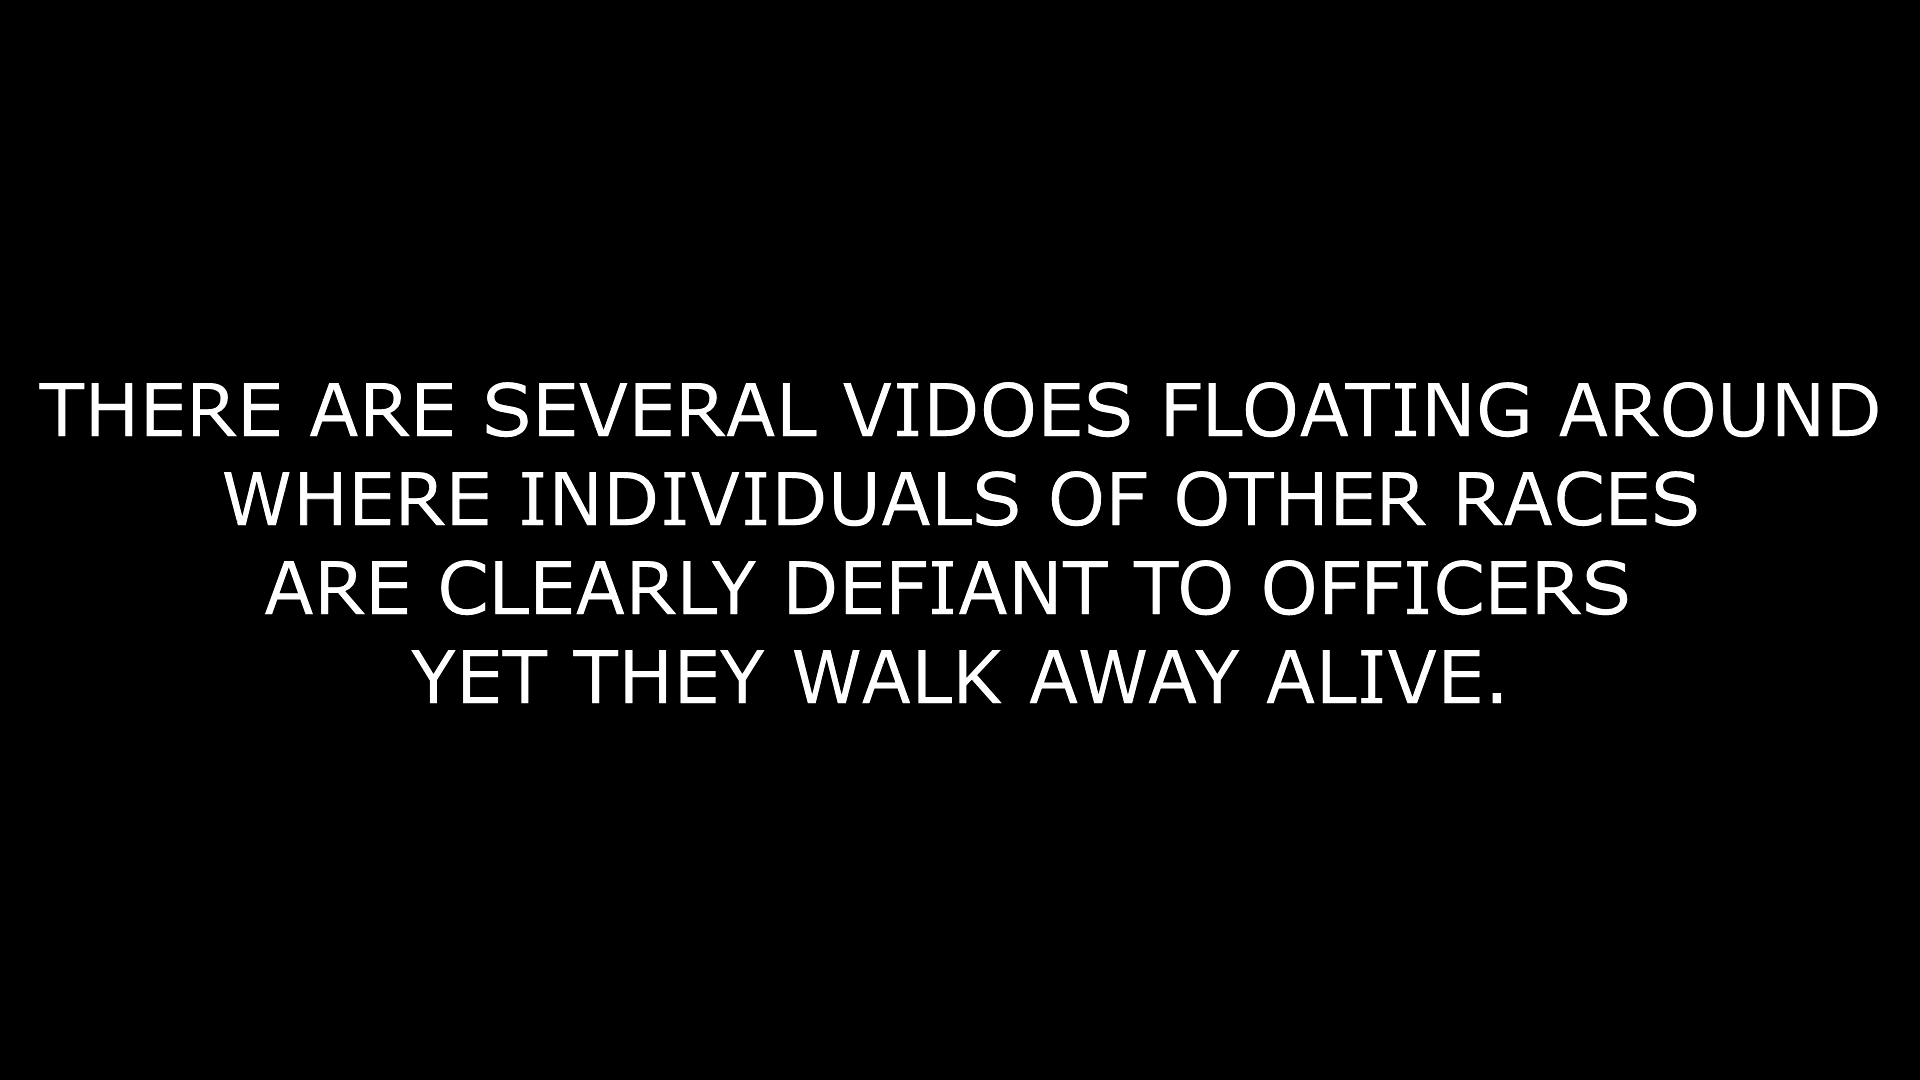 THERE ARE SEVERAL VIDOES FLOATING AROUND
WHERE INDIVIDUALS OF OTHER RACES
ARE CLEARLY DEFIANT TO OFFICERS
YET THEY WALK AWAY ALIVE.